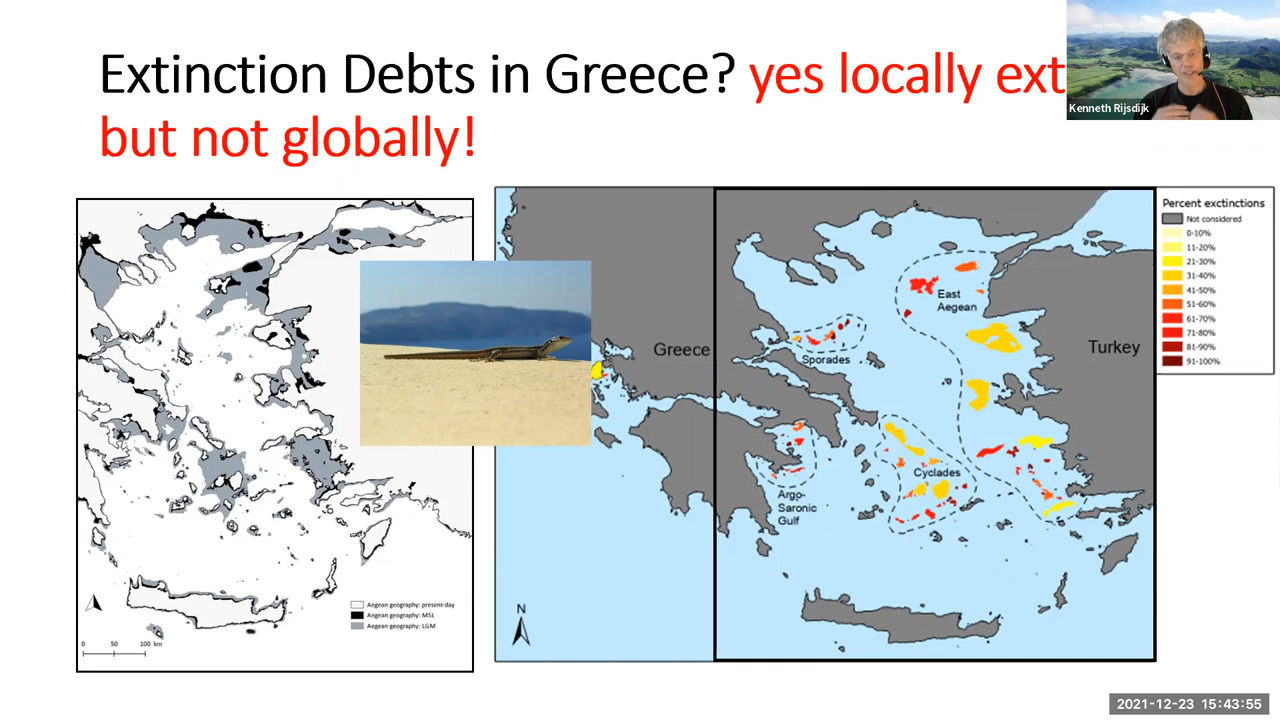 Extinction Debts in Greece? yes locally ext
but not globally!
Kenneth Rijsdijk
Percent exctinctions
Not considered
0-10%
11-20%
21-30%
31-40%
41-50%
51-60%
61-70%
71-80%
81-90%
91-100%
East
Aegean
Greece
Turkey
Sporades
Cyclades
Argo-
Saronic
Gulf
N
Aegean geography: present-day
Aegean geography: MSL
Aegean geography: LGM
0 50 100 km
2021-12-23 15:43:55